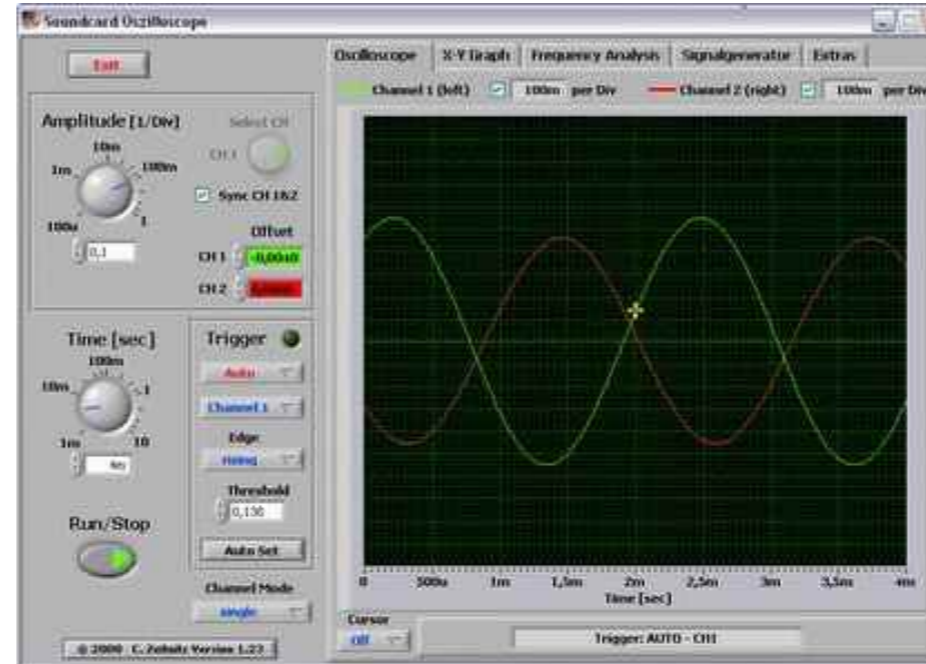 Soundcard Oszilloscope
Exit
Amplitude [1/Div]
10m
1m
100m
100u
1
0,1
Select CH
CH 1
Sync CH 1&2
Offset
CH 1
CH 2
Time [sec]
100m
10m
1
1m
10
4m
Run/Stop
Trigger
Auto
Channel 1
Edge
rising
Threshold
0,138
Auto Set
Channel Mode
single
© 2008 C. Zeitnitz Version 1.23
Oscilloscope X-Y Graph Frequency Analysis Signalgenerator Extras
Channel 1 (left) 100m per Div Channel 2 (right) 100m per Div
0 500u 1m 1,5m 2m 2,5m 3m 3,5m 4m
Time [sec]
Cursor
Off
Trigger: AUTO - CH1